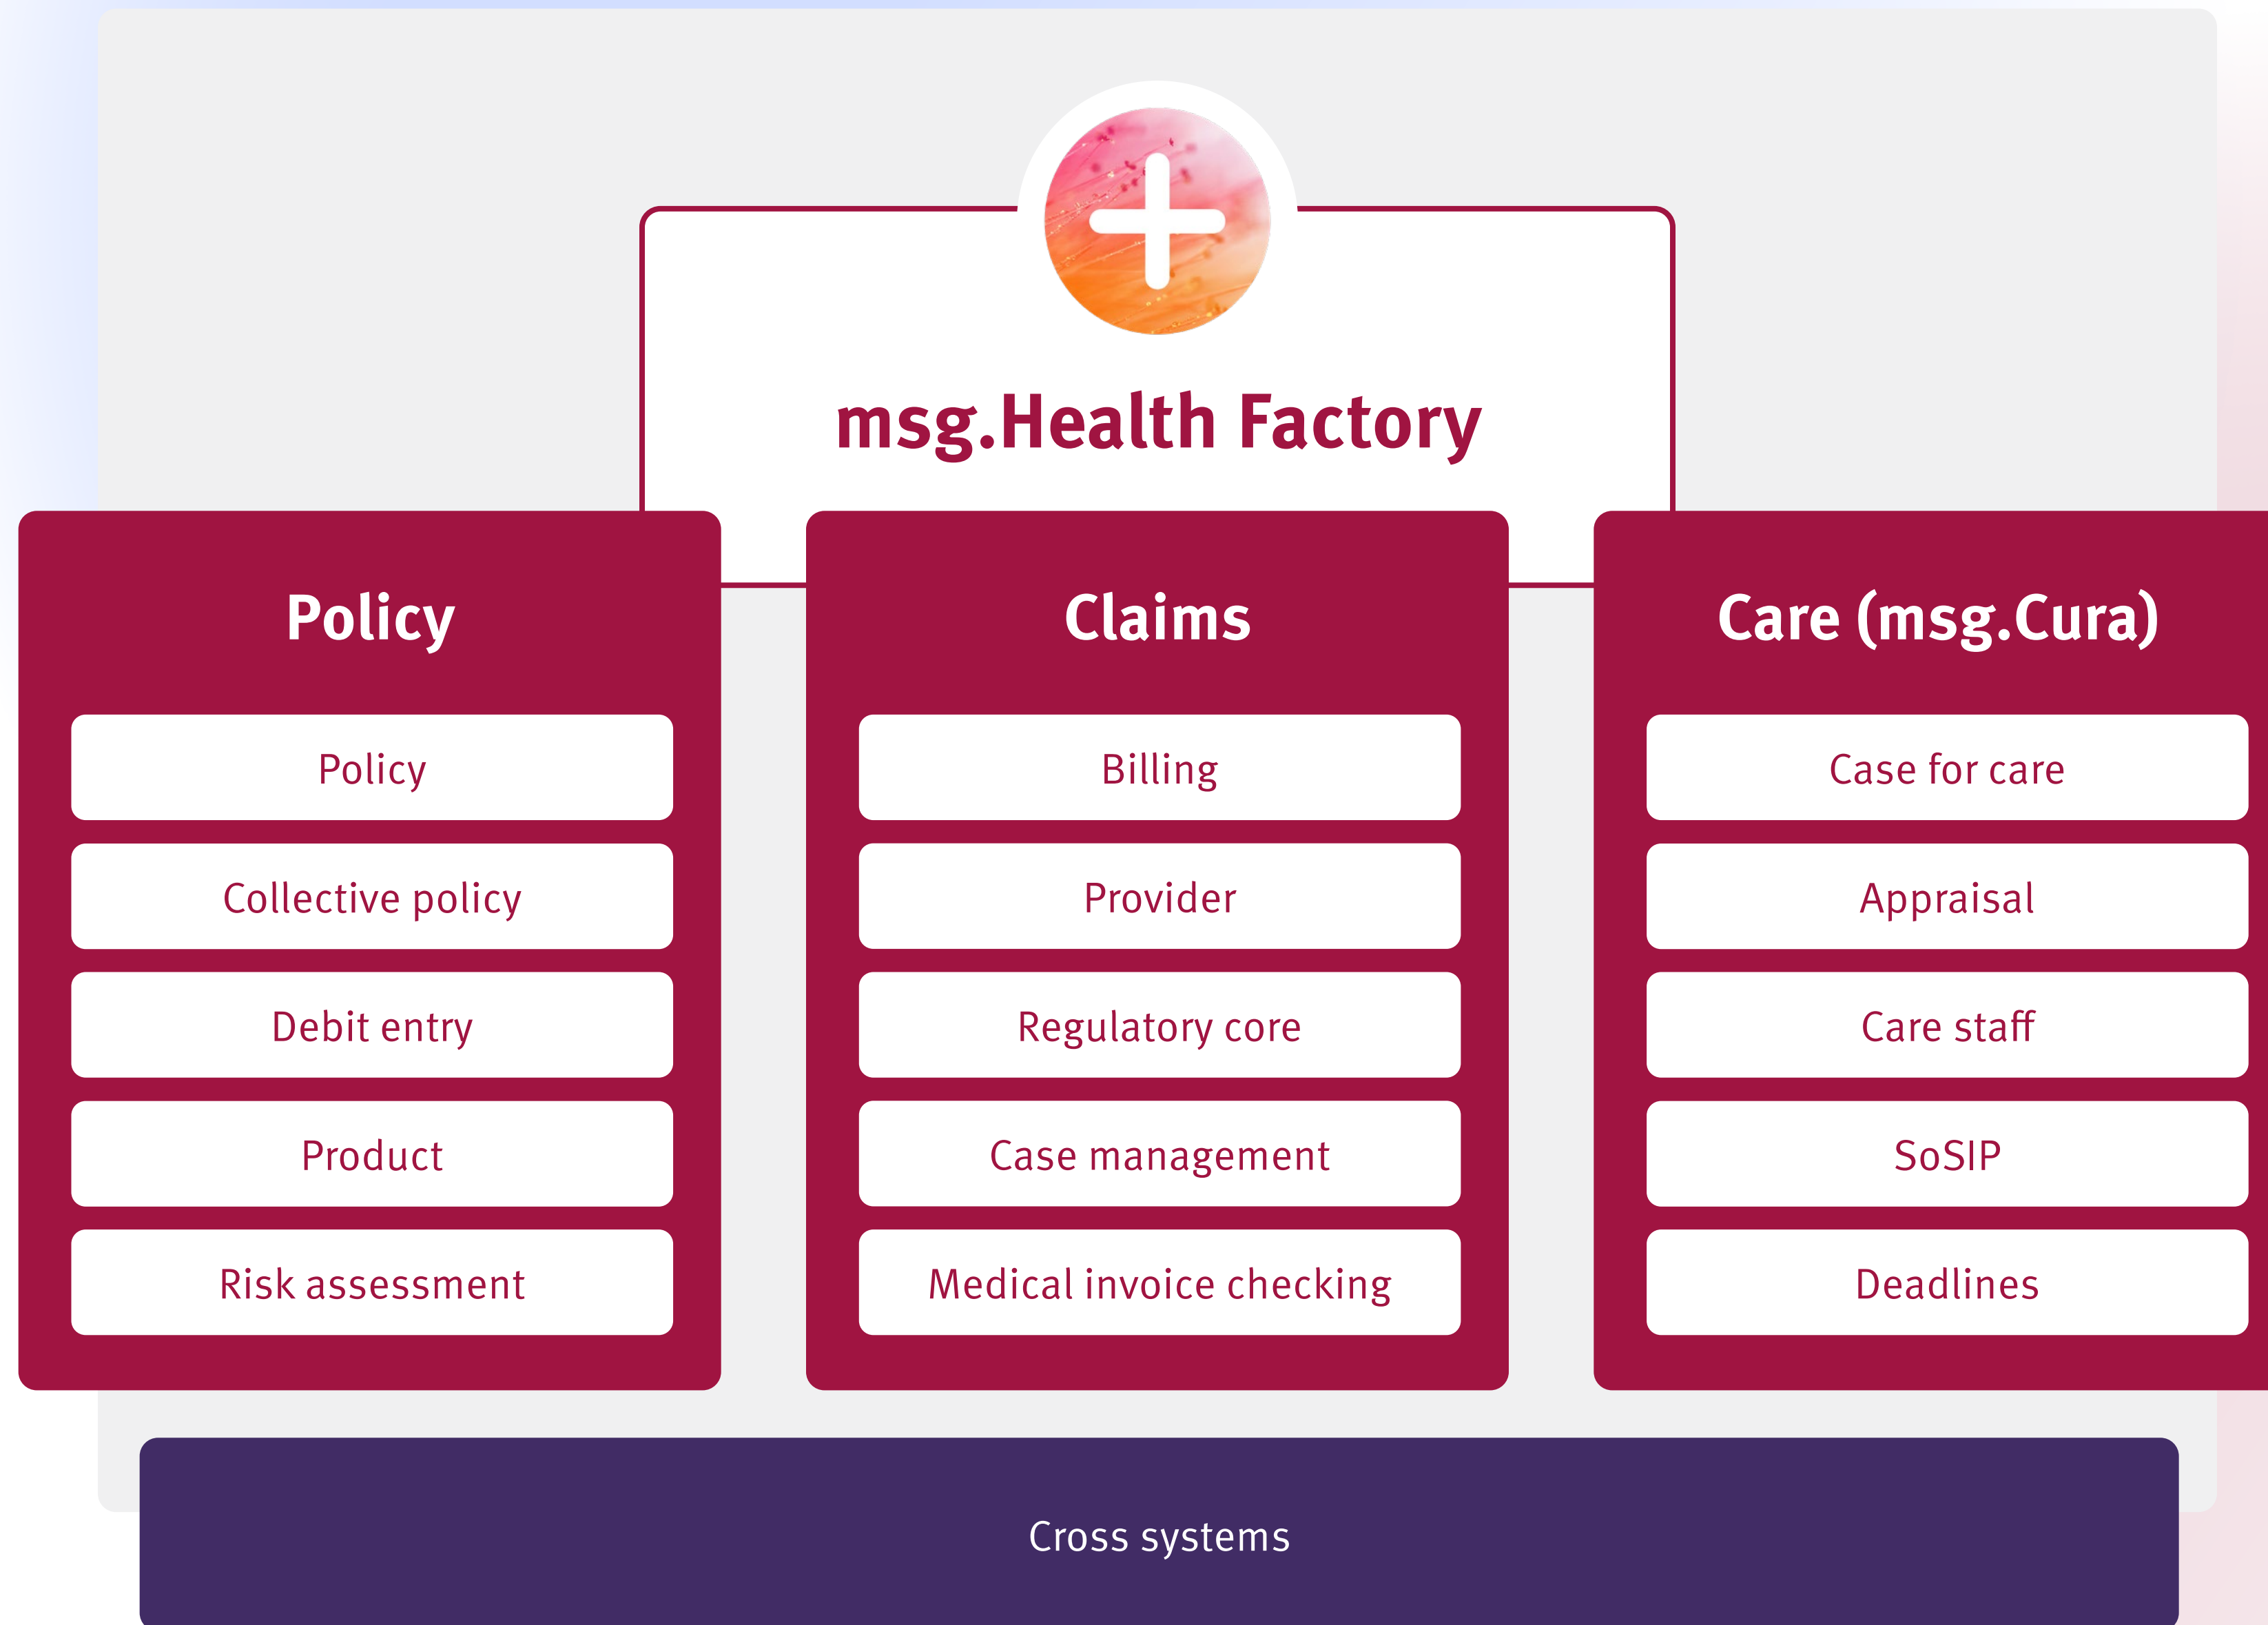 msg.Health Factory
Policy
Policy
Collective policy
Debit entry
Product
Risk assessment
Claims
Billing
Provider
Regulatory core
Case management
Medical invoice checking
Care (msg.Cura)
Case for care
Appraisal
Care staff
SoSIP
Deadlines
Cross systems